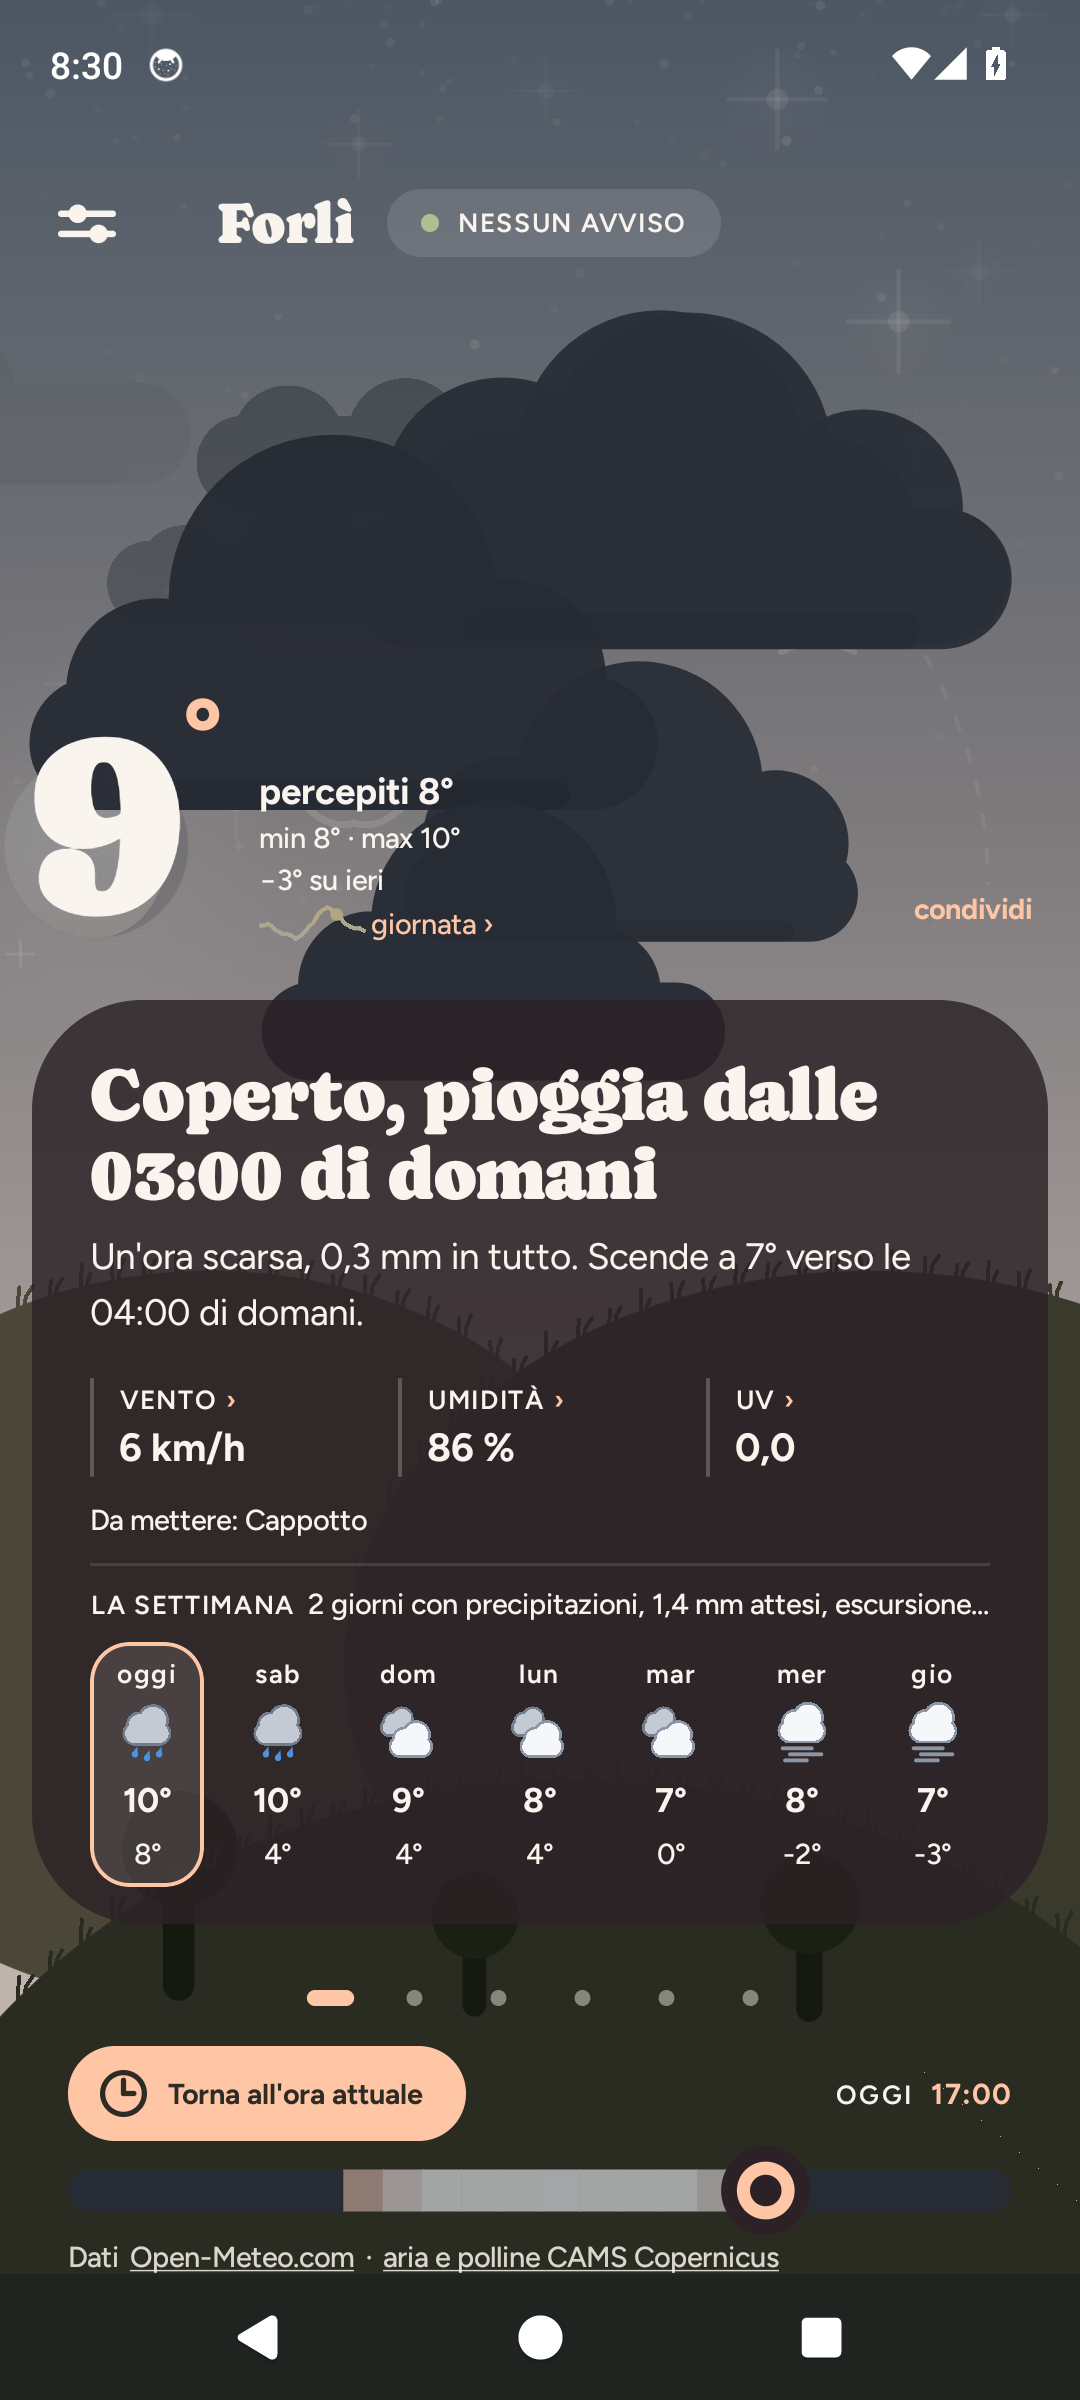 8:30
Forlì
NESSUN AVVISO
9
percepiti 8°
min 8° · max 10°
−3° su ieri
giornata ›
condividi
Coperto, pioggia dalle
03:00 di domani
Un'ora scarsa, 0,3 mm in tutto. Scende a 7° verso le
04:00 di domani.
VENTO › UMIDITÀ › UV ›
6 km/h 86 % 0,0
Da mettere: Cappotto
LA SETTIMANA 2 giorni con precipitazioni, 1,4 mm attesi, escursione...
oggi sab dom lun mar mer gio
10° 10° 9° 8° 7° 8° 7°
8° 4° 4° 4° 0° -2° -3°
Torna all'ora attuale
OGGI 17:00
Dati Open-Meteo.com · aria e polline CAMS Copernicus